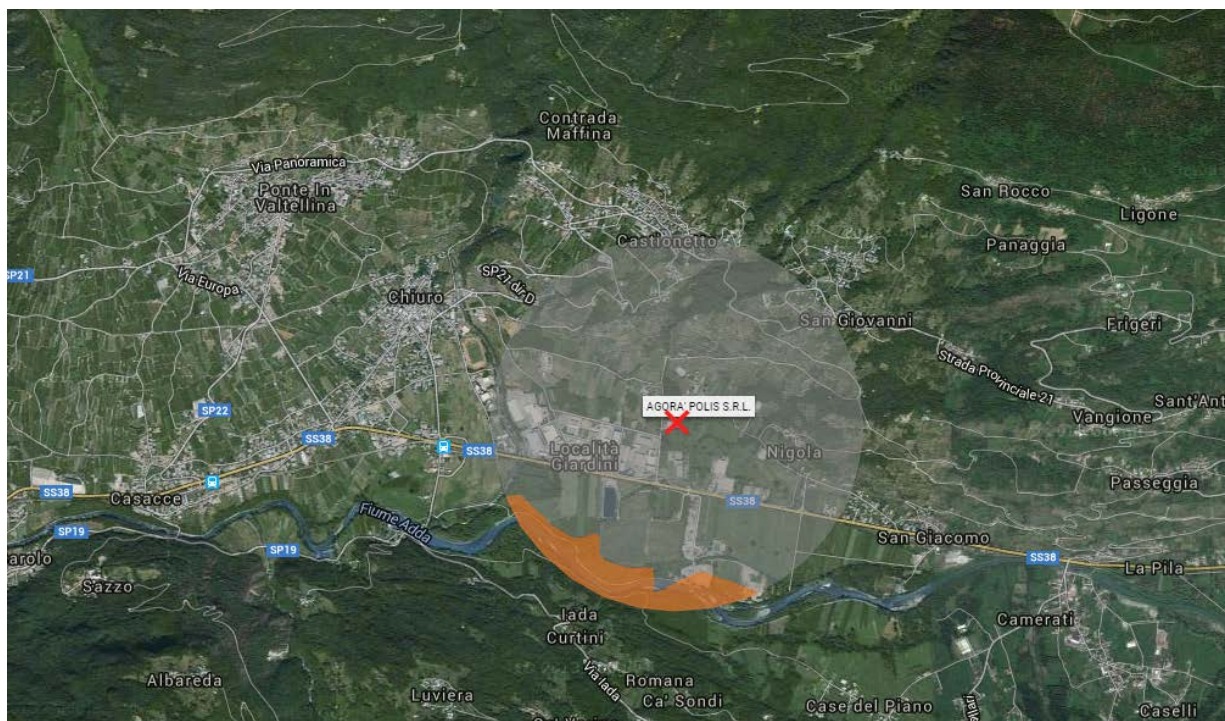 Contrada
Maffina
Via Panoramica
Ponte In
Valtellina
San Rocco
Ligone
Castionetto
Panaggia
SP21
Via Europa
SP21 dir D
Chiuro
San Giovanni
Frigeri
Strada Provinciale 21
AGORA' POLIS S.R.L.
Vangione
Sant'Ant
SP22
SS38
SS38
Località
Giardini
Nigola
Passeggia
SS38
Casacce
SS38
Fiume Adda
San Giacomo
SP19
SP19
arolo
SS38
La Pila
Sazzo
Iada
Curtini
Camerati
Albareda
Luviera
Via Iada
Romana
Ca' Sondi
Case del Piano
Caselli